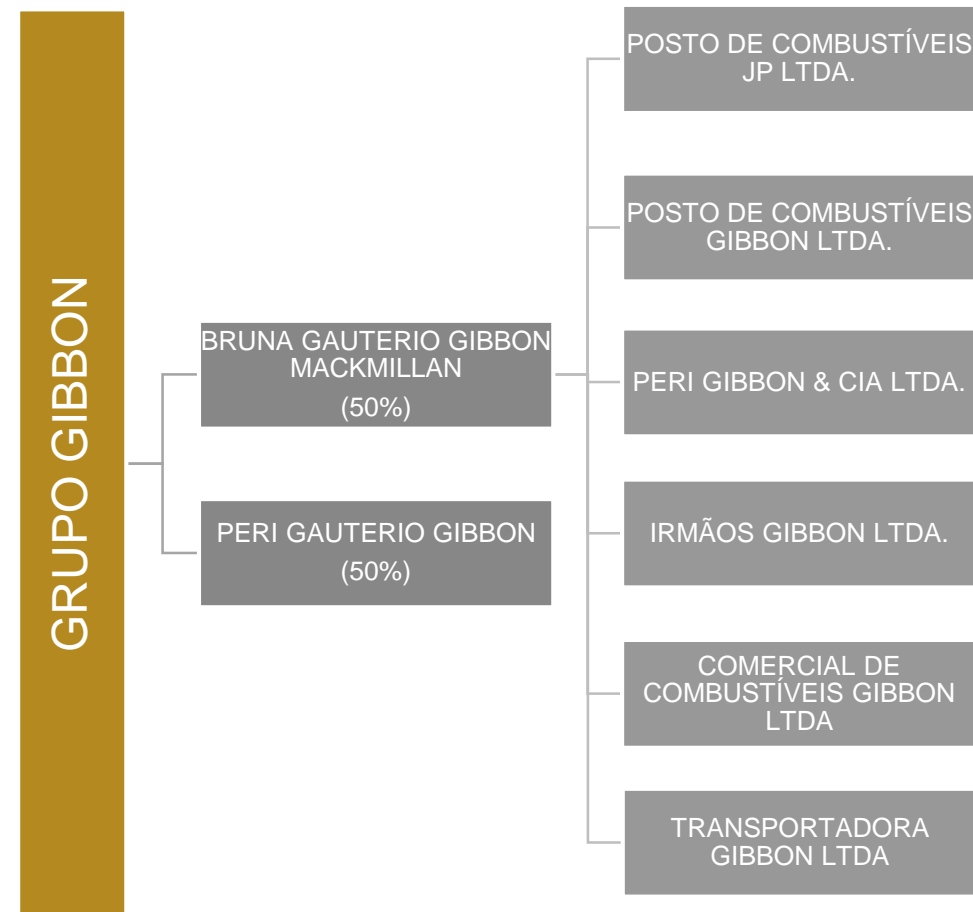 GRUPO GIBBON
BRUNA GAUTERIO GIBBON
MACKMILLAN
(50%)
PERI GAUTERIO GIBBON
(50%)
POSTO DE COMBUSTÍVEIS
JP LTDA.
POSTO DE COMBUSTÍVEIS
GIBBON LTDA.
PERI GIBBON & CIA LTDA.
IRMÃOS GIBBON LTDA.
COMERCIAL DE
COMBUSTÍVEIS GIBBON
LTDA
TRANSPORTADORA
GIBBON LTDA